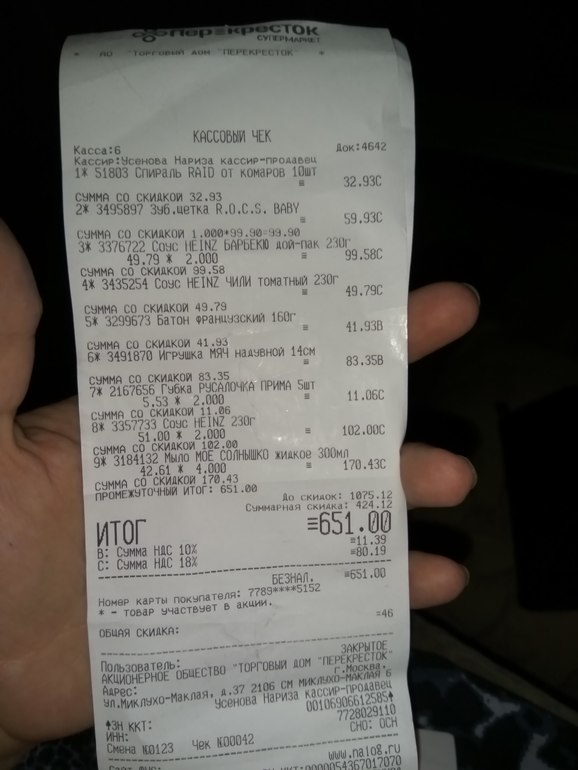 Перекресток
СУПЕРМАРКЕТ
* АО "ТОРГОВЫЙ ДОМ "ПЕРЕКРЕСТОК" *
КАССОВЫЙ ЧЕК
Касса:6 Док:4642
Кассир:Усенова Нариза кассир-продавец
1* 51803 Спираль RAID от комаров 10шт
≡ 32.93С
СУММА СО СКИДКОЙ 32.93
2* 3495897 Зуб.щетка R.O.C.S. BABY
≡ 59.93С
СУММА СО СКИДКОЙ 1.000*99.90=99.90
3* 3376722 Соус HEINZ БАРБЕКЮ дой-пак 230г
49.79 * 2.000 ≡ 99.58С
СУММА СО СКИДКОЙ 99.58
4* 3435254 Соус HEINZ ЧИЛИ томатный 230г
≡ 49.79С
СУММА СО СКИДКОЙ 49.79
5* 3299673 Батон французский 160г
≡ 41.93В
СУММА СО СКИДКОЙ 41.93
6* 3491870 Игрушка МЯЧ надувной 14см
≡ 83.35В
СУММА СО СКИДКОЙ 83.35
7* 2167656 Губка РУСАЛОЧКА ПРИМА 5шт
5.53 * 2.000 ≡ 11.06С
СУММА СО СКИДКОЙ 11.06
8* 3357733 Соус HEINZ 230г
51.00 * 2.000 ≡ 102.00С
СУММА СО СКИДКОЙ 102.00
9* 3184132 Мыло МОЕ СОЛНЫШКО жидкое 300мл
42.61 * 4.000 ≡ 170.43С
СУММА СО СКИДКОЙ 170.43
ПРОМЕЖУТОЧНЫЙ ИТОГ: 651.00
До скидок: 1075.12
Суммарная скидка: 424.12
ИТОГ ≡651.00
В: Сумма НДС 10% ≡11.39
С: Сумма НДС 18% ≡80.19
БЕЗНАЛ. ≡651.00
Номер карты покупателя: 7789****5152
* - товар участвует в акции.
=46
ОБЩАЯ СКИДКА:
ЗАКРЫТОЕ
Пользователь:
АКЦИОНЕРНОЕ ОБЩЕСТВО "ТОРГОВЫЙ ДОМ "ПЕРЕКРЕСТОК"
Адрес: г.Москва,
ул.Миклухо-Маклая, д.37 2106 СМ МИКЛУХО-МАКЛАЯ 6
Усенова Нариза кассир-продавец
ЗН ККТ: 00106906612585
ИНН: 7728029110
СНО: ОСН
Смена №0123 Чек №00042
www.nalog.ru